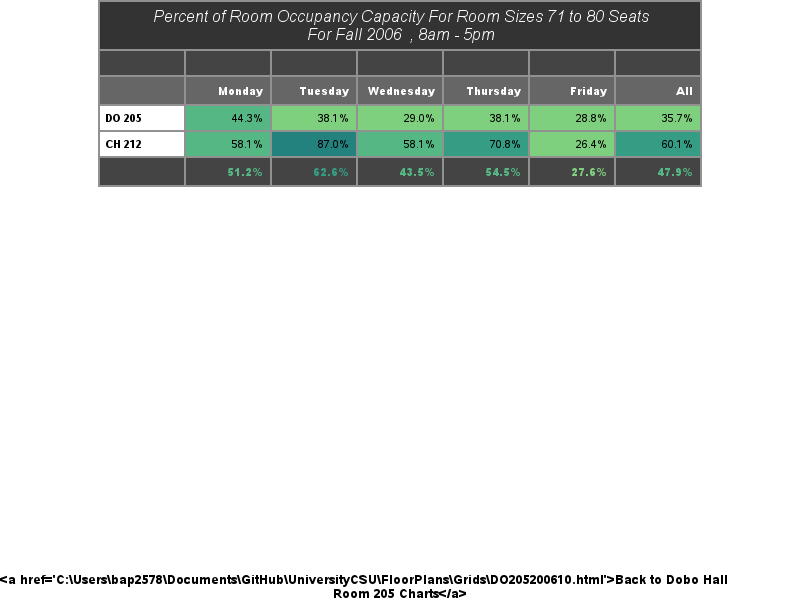 Percent of Room Occupancy Capacity For Room Sizes 71 to 80 Seats
For Fall 2006 , 8am - 5pm
Monday Tuesday Wednesday Thursday Friday All
DO 205 44.3% 38.1% 29.0% 38.1% 28.8% 35.7%
CH 212 58.1% 87.0% 58.1% 70.8% 26.4% 60.1%
51.2% 62.6% 43.5% 54.5% 27.6% 47.9%
<a href='C:\Users\bap2578\Documents\GitHub\UniversityCSU\FloorPlans\Grids\DO205200610.html'>Back to Dobo Hall
Room 205 Charts</a>